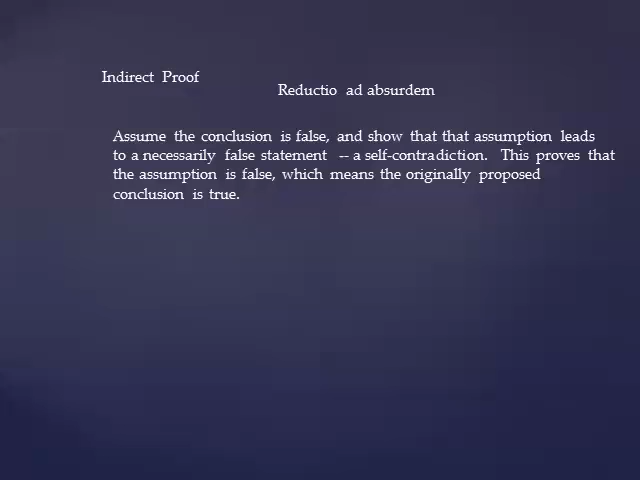 Indirect Proof
Reductio ad absurdem
Assume the conclusion is false, and show that that assumption leads
to a necessarily false statement -- a self-contradiction. This proves that
the assumption is false, which means the originally proposed
conclusion is true.